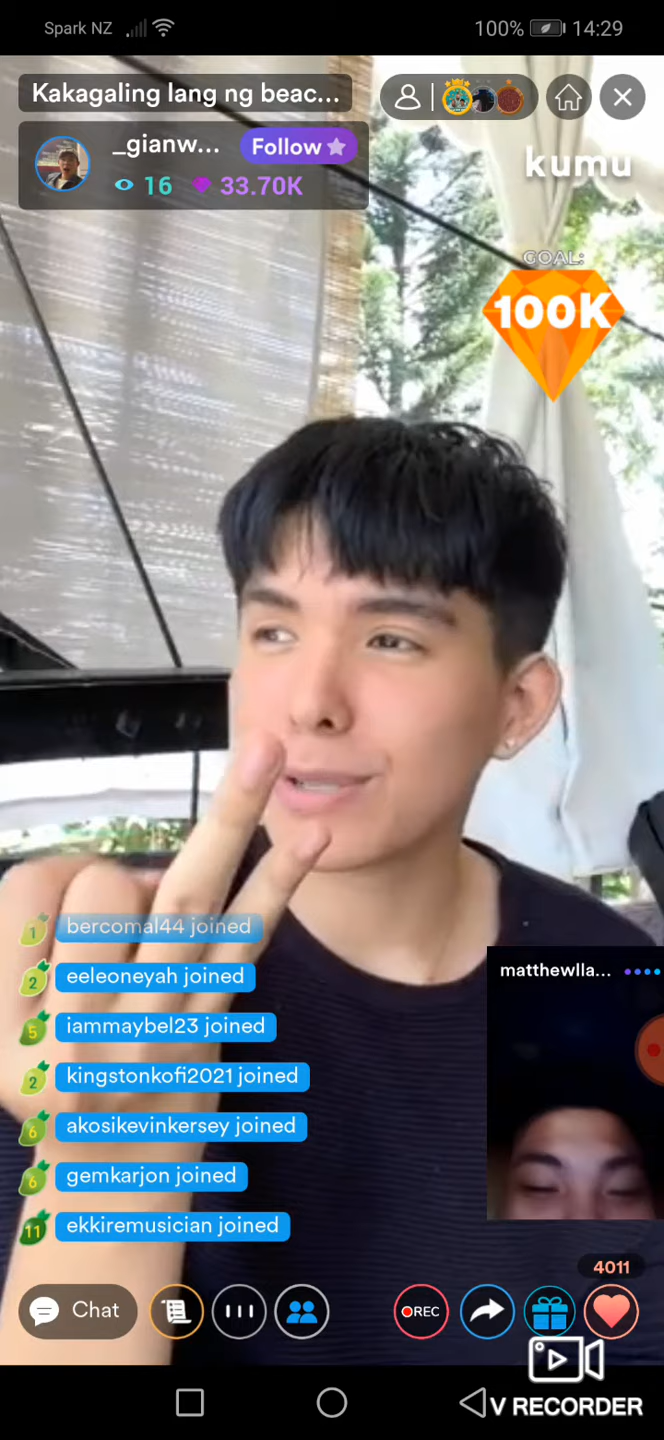 Spark NZ
100% 14:29
Kakagaling lang ng beac...
_gianw... Follow
16 33.70K
kumu
GOAL:
100K
1 bercomal44 joined
2 eeleoneyah joined
5 iammaybel23 joined
2 kingstonkofi2021 joined
6 akosikevinkersey joined
6 gemkarjon joined
11 ekkiremusician joined
matthewlla...
4011
Chat
REC
V RECORDER